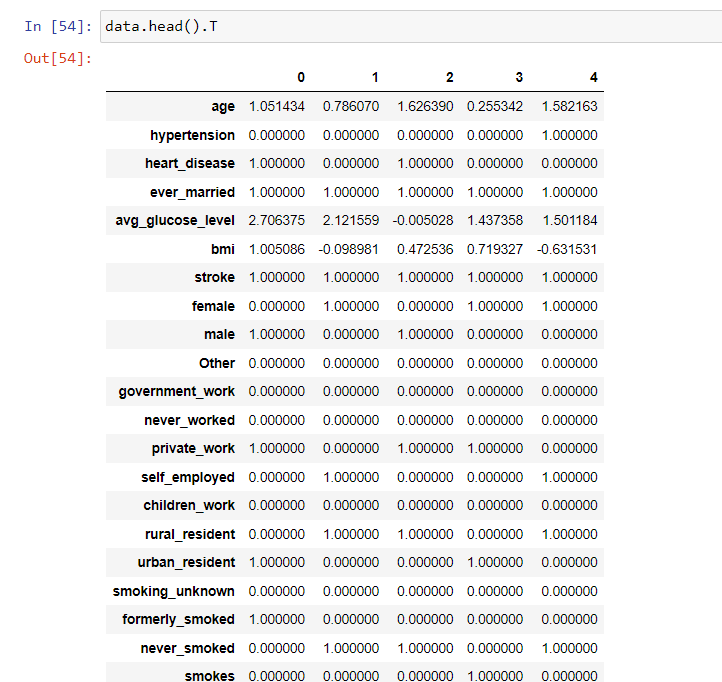 In [54]: data.head().T
Out[54]:
0 1 2 3 4
age 1.051434 0.786070 1.626390 0.255342 1.582163
hypertension 0.000000 0.000000 0.000000 0.000000 1.000000
heart_disease 1.000000 0.000000 1.000000 0.000000 0.000000
ever_married 1.000000 1.000000 1.000000 1.000000 1.000000
avg_glucose_level 2.706375 2.121559 -0.005028 1.437358 1.501184
bmi 1.005086 -0.098981 0.472536 0.719327 -0.631531
stroke 1.000000 1.000000 1.000000 1.000000 1.000000
female 0.000000 1.000000 0.000000 1.000000 1.000000
male 1.000000 0.000000 1.000000 0.000000 0.000000
Other 0.000000 0.000000 0.000000 0.000000 0.000000
government_work 0.000000 0.000000 0.000000 0.000000 0.000000
never_worked 0.000000 0.000000 0.000000 0.000000 0.000000
private_work 1.000000 0.000000 1.000000 1.000000 0.000000
self_employed 0.000000 1.000000 0.000000 0.000000 1.000000
children_work 0.000000 0.000000 0.000000 0.000000 0.000000
rural_resident 0.000000 1.000000 1.000000 0.000000 1.000000
urban_resident 1.000000 0.000000 0.000000 1.000000 0.000000
smoking_unknown 0.000000 0.000000 0.000000 0.000000 0.000000
formerly_smoked 1.000000 0.000000 0.000000 0.000000 0.000000
never_smoked 0.000000 1.000000 1.000000 0.000000 1.000000
smokes 0.000000 0.000000 0.000000 1.000000 0.000000